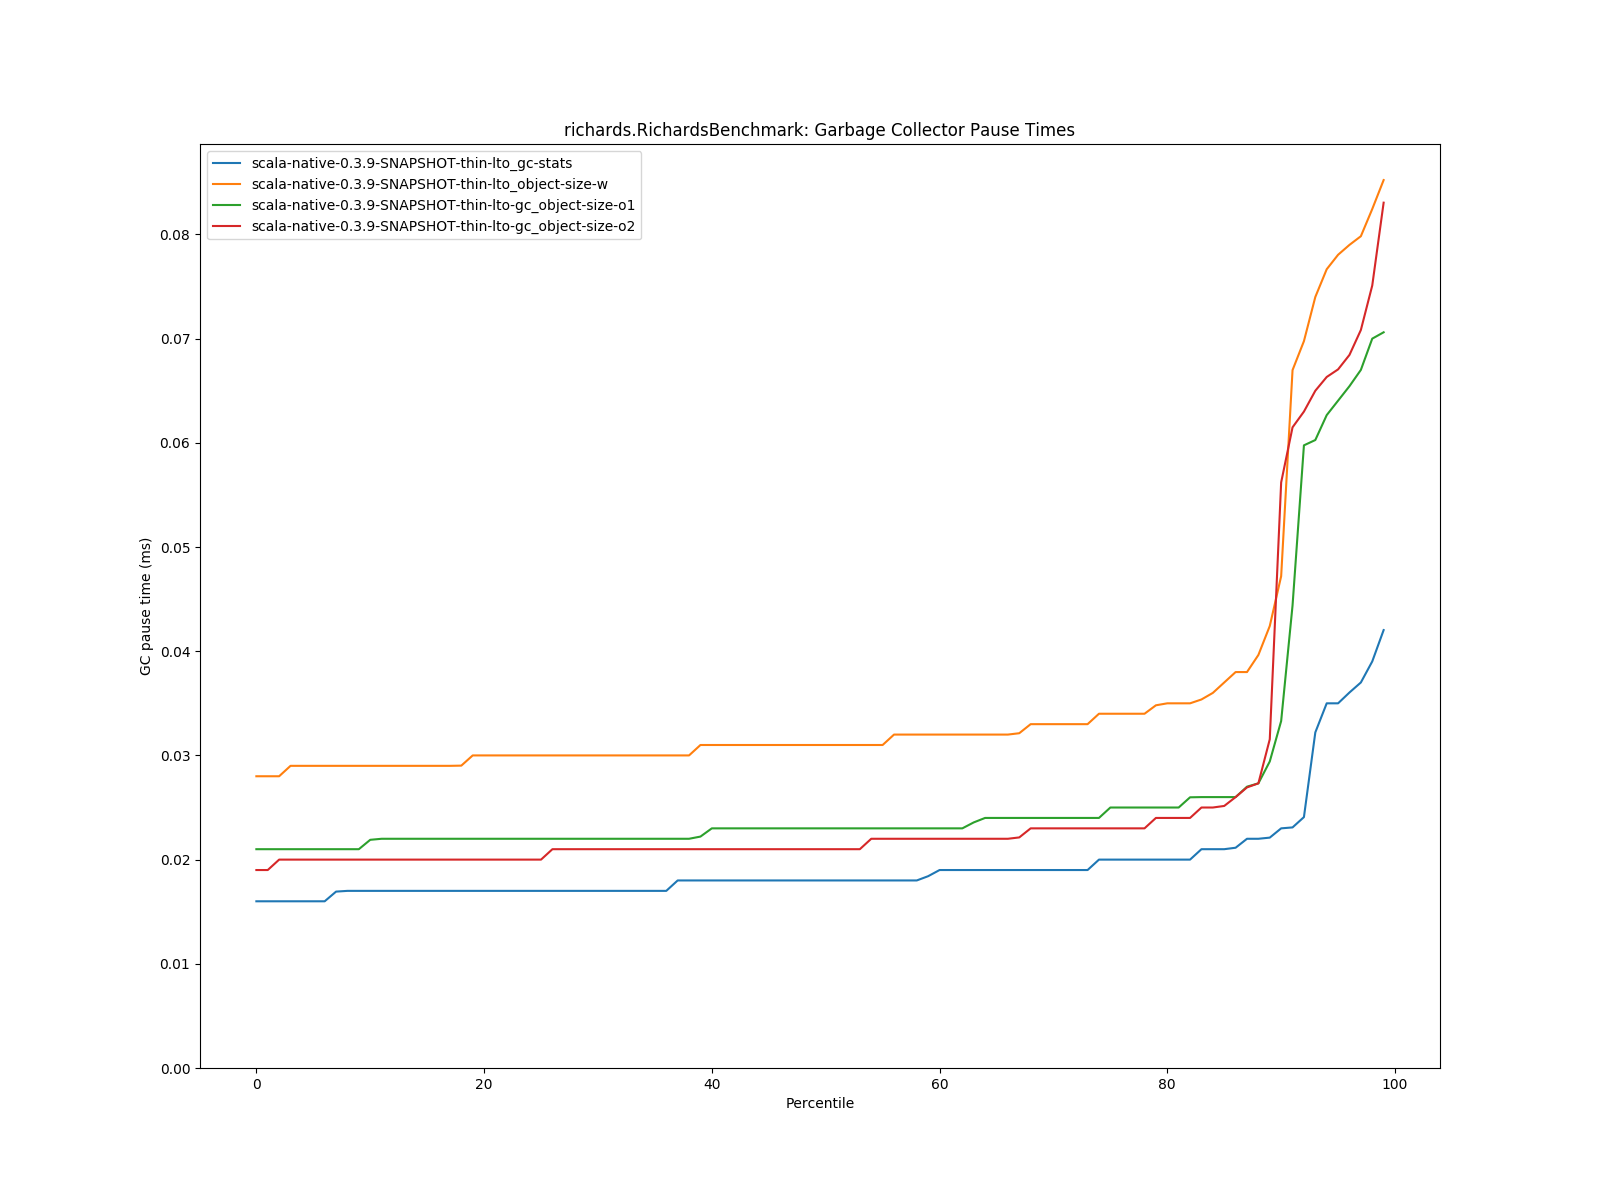 richards.RichardsBenchmark: Garbage Collector Pause Times
scala-native-0.3.9-SNAPSHOT-thin-lto_gc-stats
scala-native-0.3.9-SNAPSHOT-thin-lto_object-size-w
scala-native-0.3.9-SNAPSHOT-thin-lto-gc_object-size-o1
scala-native-0.3.9-SNAPSHOT-thin-lto-gc_object-size-o2
GC pause time (ms)
0.08
0.07
0.06
0.05
0.04
0.03
0.02
0.01
0.00
0 20 40 60 80 100
Percentile